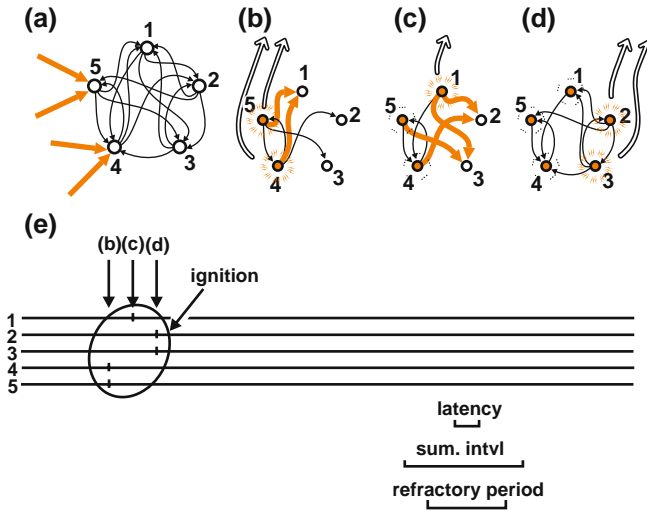 (a) (b) (c) (d)
1 5 2 4 3
1 5 2 3 4
1 5 2 3 4
1 5 2 4 3
(e)
(b) (c) (d)
ignition
1
2
3
4
5
latency
sum. intvl
refractory period